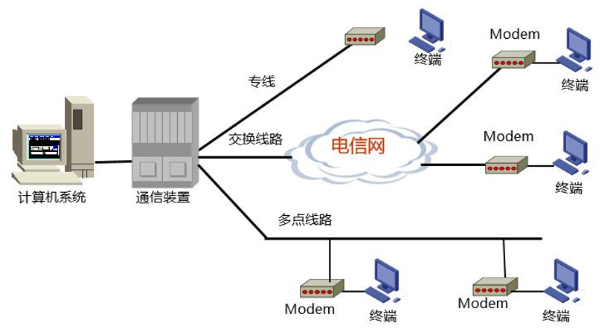 Modem
终端
终端
专线
Modem
交换线路
电信网
终端
计算机系统
通信装置
多点线路
Modem
终端
Modem
终端